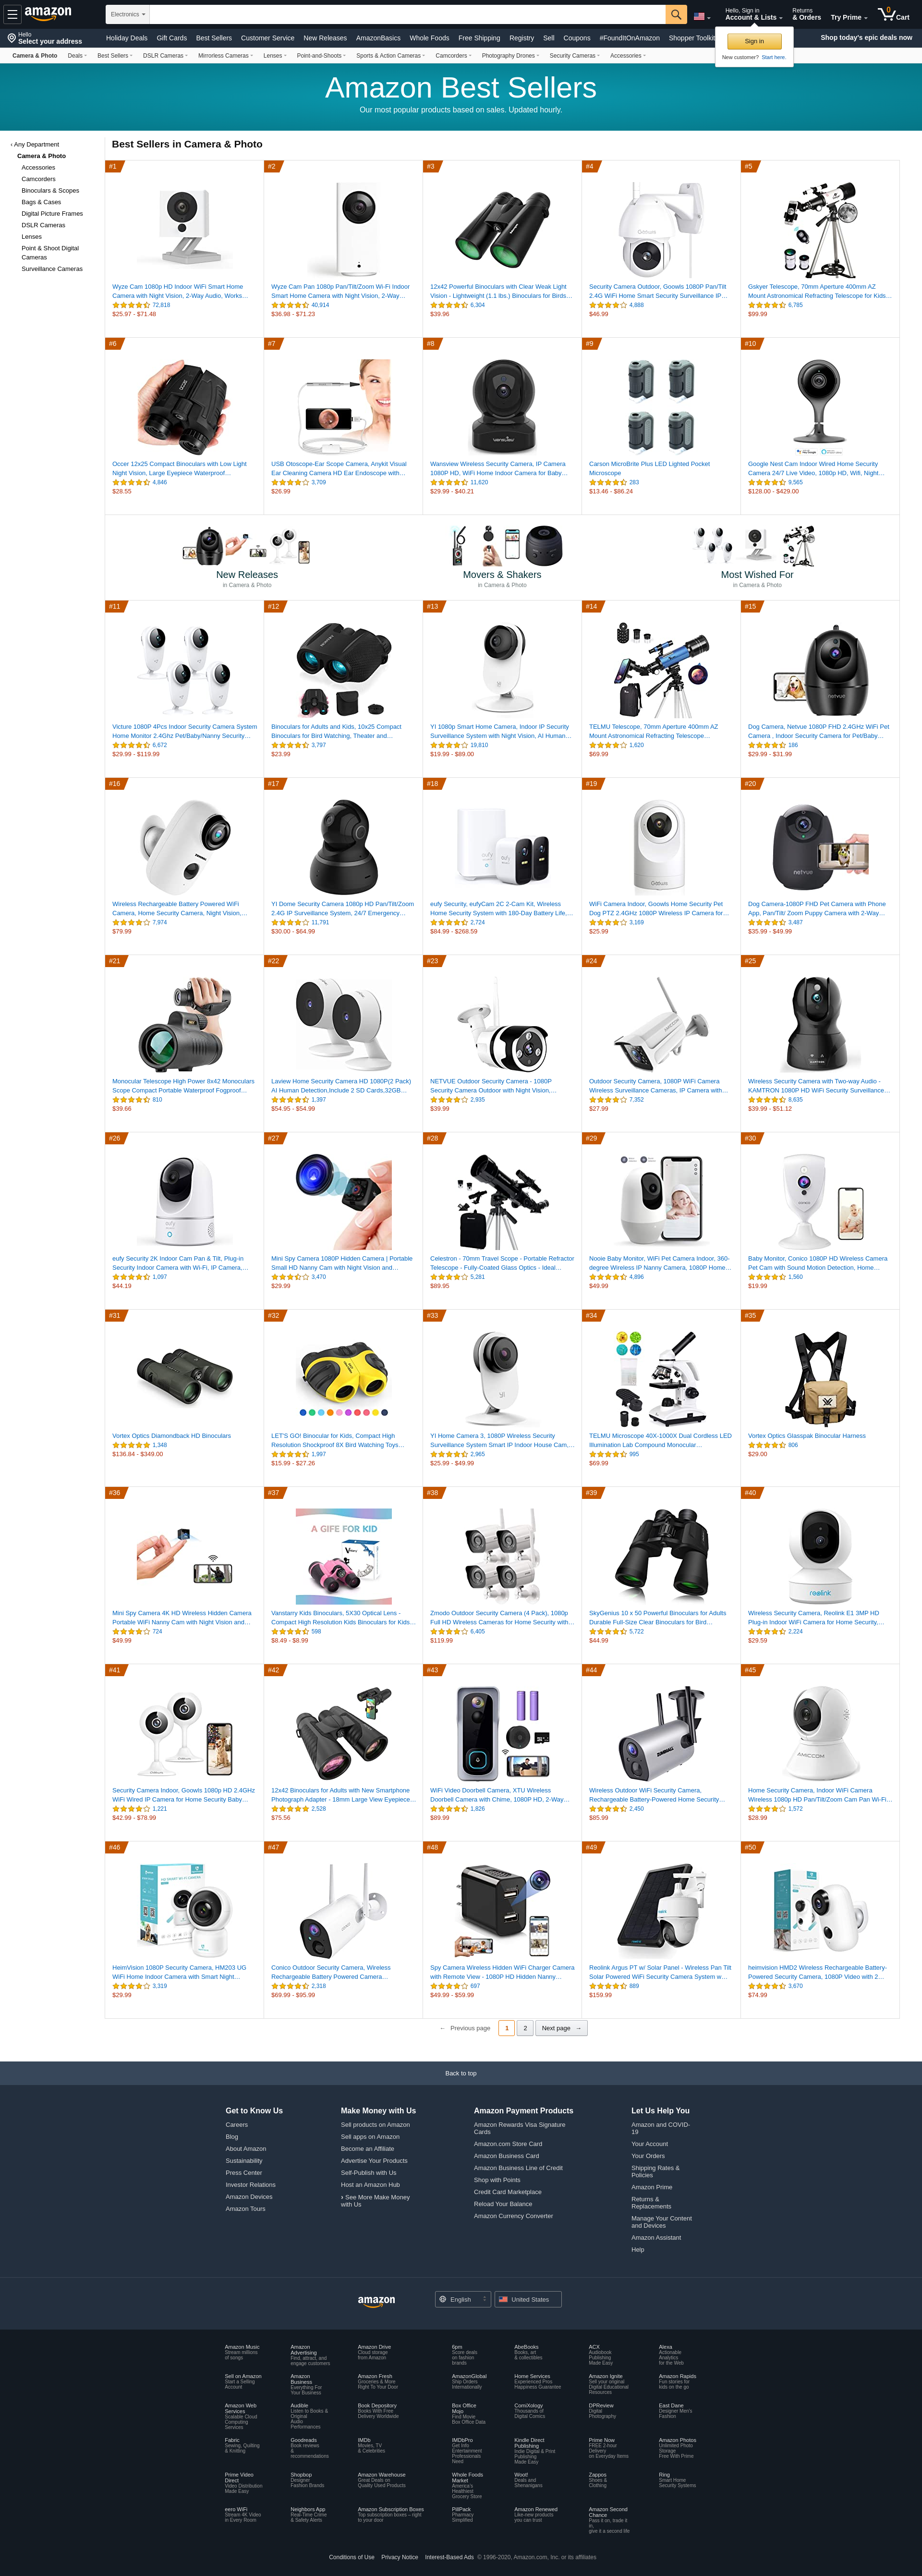 amazon
Electronics
Hello, Sign in
Account & Lists
Returns
& Orders
Try Prime
0
Cart
Hello
Select your address
Holiday Deals
Gift Cards
Best Sellers
Customer Service
New Releases
AmazonBasics
Whole Foods
Free Shipping
Registry
Sell
Coupons
#FoundItOnAmazon
Shopper Toolkit
Shop today's epic deals now
Sign in
New customer? Start here.
Camera & Photo
Deals
Best Sellers
DSLR Cameras
Mirrorless Cameras
Lenses
Point-and-Shoots
Sports & Action Cameras
Camcorders
Photography Drones
Security Cameras
Accessories
Amazon Best Sellers
Our most popular products based on sales. Updated hourly.
‹ Any Department
Camera & Photo
Accessories
Camcorders
Binoculars & Scopes
Bags & Cases
Digital Picture Frames
DSLR Cameras
Lenses
Point & Shoot Digital
Cameras
Surveillance Cameras
Best Sellers in Camera & Photo
#1
Wyze Cam 1080p HD Indoor WiFi Smart Home
Camera with Night Vision, 2-Way Audio, Works…
72,818
$25.97 - $71.48
#2
Wyze Cam Pan 1080p Pan/Tilt/Zoom Wi-Fi Indoor
Smart Home Camera with Night Vision, 2-Way…
40,914
$36.98 - $71.23
#3
12x42 Powerful Binoculars with Clear Weak Light
Vision - Lightweight (1.1 lbs.) Binoculars for Birds…
6,304
$39.96
#4
Security Camera Outdoor, Goowls 1080P Pan/Tilt
2.4G WiFi Home Smart Security Surveillance IP…
4,888
$46.99
#5
Gskyer Telescope, 70mm Aperture 400mm AZ
Mount Astronomical Refracting Telescope for Kids…
6,785
$99.99
#6
Occer 12x25 Compact Binoculars with Low Light
Night Vision, Large Eyepiece Waterproof…
4,846
$28.55
#7
USB Otoscope-Ear Scope Camera, Anykit Visual
Ear Cleaning Camera HD Ear Endoscope with…
3,709
$26.99
#8
Wansview Wireless Security Camera, IP Camera
1080P HD, WiFi Home Indoor Camera for Baby…
11,620
$29.99 - $40.21
#9
Carson MicroBrite Plus LED Lighted Pocket
Microscope
283
$13.46 - $86.24
#10
Google Nest Cam Indoor Wired Home Security
Camera 24/7 Live Video, 1080p HD, Wifi, Night…
9,565
$128.00 - $429.00
New Releases
in Camera & Photo
Movers & Shakers
in Camera & Photo
Most Wished For
in Camera & Photo
#11
Victure 1080P 4Pcs Indoor Security Camera System
Home Monitor 2.4Ghz Pet/Baby/Nanny Security…
6,672
$29.99 - $119.99
#12
Binoculars for Adults and Kids, 10x25 Compact
Binoculars for Bird Watching, Theater and…
3,797
$23.99
#13
YI 1080p Smart Home Camera, Indoor IP Security
Surveillance System with Night Vision, AI Human…
19,810
$19.99 - $69.00
#14
TELMU Telescope, 70mm Aperture 400mm AZ
Mount Astronomical Refracting Telescope…
1,620
$69.99
#15
Dog Camera, Netvue 1080P FHD 2.4GHz WiFi Pet
Camera , Indoor Security Camera for Pet/Baby…
186
$29.99 - $31.99
#16
Wireless Rechargeable Battery Powered WiFi
Camera, Home Security Camera, Night Vision,…
7,974
$79.99
#17
YI Dome Security Camera 1080p HD Pan/Tilt/Zoom
2.4G IP Surveillance System, 24/7 Emergency…
11,791
$30.00 - $64.99
#18
eufy Security, eufyCam 2C 2-Cam Kit, Wireless
Home Security System with 180-Day Battery Life,…
2,724
$84.99 - $268.59
#19
WiFi Camera Indoor, Goowls Home Security Pet
Dog PTZ 2.4GHz 1080P Wireless IP Camera for…
3,169
$25.99
#20
Dog Camera-1080P FHD Pet Camera with Phone
App, Pan/Tilt/ Zoom Puppy Camera with 2-Way…
3,487
$35.99 - $49.99
#21
Monocular Telescope High Power 8x42 Monoculars
Scope Compact Portable Waterproof Fogproof…
810
$39.66
#22
Laview Home Security Camera HD 1080P(2 Pack)
AI Human Detection,Include 2 SD Cards,32GB…
1,397
$54.95 - $54.99
#23
NETVUE Outdoor Security Camera - 1080P
Security Camera Outdoor with Night Vision,…
2,935
$39.99
#24
Outdoor Security Camera, 1080P WiFi Camera
Wireless Surveillance Cameras, IP Camera with…
7,352
$27.99
#25
Wireless Security Camera with Two-way Audio -
KAMTRON 1080P HD WiFi Security Surveillance…
8,635
$39.99 - $51.12
#26
eufy Security 2K Indoor Cam Pan & Tilt, Plug-in
Security Indoor Camera with Wi-Fi, IP Camera,…
1,097
$44.19
#27
Mini Spy Camera 1080P Hidden Camera | Portable
Small HD Nanny Cam with Night Vision and…
3,470
$29.99
#28
Celestron - 70mm Travel Scope - Portable Refractor
Telescope - Fully-Coated Glass Optics - Ideal…
5,281
$89.95
#29
Nooie Baby Monitor, WiFi Pet Camera Indoor, 360-
degree Wireless IP Nanny Camera, 1080P Home…
4,896
$49.99
#30
Baby Monitor, Conico 1080P HD Wireless Camera
Pet Cam with Sound Motion Detection, Home…
1,560
$19.99
#31
Vortex Optics Diamondback HD Binoculars
1,348
$136.84 - $349.00
#32
LET'S GO! Binocular for Kids, Compact High
Resolution Shockproof 8X Bird Watching Toys…
1,997
$15.99 - $27.26
#33
YI Home Camera 3, 1080P Wireless Security
Surveillance System Smart IP Indoor House Cam,…
2,965
$25.99 - $49.99
#34
TELMU Microscope 40X-1000X Dual Cordless LED
Illumination Lab Compound Monocular…
995
$69.99
#35
Vortex Optics Glasspak Binocular Harness
806
$29.00
#36
Mini Spy Camera 4K HD Wireless Hidden Camera
Portable WiFi Nanny Cam with Night Vision and…
724
$49.99
#37
A GIFE FOR KID
Vanstarry Kids Binoculars, 5X30 Optical Lens -
Compact High Resolution Kids Binoculars for Kids…
598
$8.49 - $8.99
#38
Zmodo Outdoor Security Camera (4 Pack), 1080p
Full HD Wireless Cameras for Home Security with…
6,405
$119.99
#39
SkyGenius 10 x 50 Powerful Binoculars for Adults
Durable Full-Size Clear Binoculars for Bird…
5,722
$44.99
#40
reolink
Wireless Security Camera, Reolink E1 3MP HD
Plug-in Indoor WiFi Camera for Home Security,…
2,224
$29.59
#41
Security Camera Indoor, Goowls 1080p HD 2.4GHz
WiFi Wired IP Camera for Home Security Baby…
1,221
$42.99 - $78.99
#42
12x42 Binoculars for Adults with New Smartphone
Photograph Adapter - 18mm Large View Eyepiece…
2,528
$75.56
#43
WiFi Video Doorbell Camera, XTU Wireless
Doorbell Camera with Chime, 1080P HD, 2-Way…
1,826
$89.99
#44
Wireless Outdoor WiFi Security Camera,
Rechargeable Battery-Powered Home Security…
2,450
$85.99
#45
AMICCOM
Home Security Camera, Indoor WiFi Camera
Wireless 1080p HD Pan/Tilt/Zoom Cam Pan Wi-Fi…
1,572
$28.99
#46
HeimVision 1080P Security Camera, HM203 UG
WiFi Home Indoor Camera with Smart Night…
3,319
$29.99
#47
Conico Outdoor Security Camera, Wireless
Rechargeable Battery Powered Camera…
2,318
$69.99 - $95.99
#48
Spy Camera Wireless Hidden WiFi Charger Camera
with Remote View - 1080P HD Hidden Nanny…
697
$49.99 - $59.99
#49
Reolink Argus PT w/ Solar Panel - Wireless Pan Tilt
Solar Powered WiFi Security Camera System w…
889
$159.99
#50
heimvision HMD2 Wireless Rechargeable Battery-
Powered Security Camera, 1080P Video with 2…
3,670
$74.99
← Previous page
1
2
Next page →
Back to top
Get to Know Us
Careers
Blog
About Amazon
Sustainability
Press Center
Investor Relations
Amazon Devices
Amazon Tours
Make Money with Us
Sell products on Amazon
Sell apps on Amazon
Become an Affiliate
Advertise Your Products
Self-Publish with Us
Host an Amazon Hub
› See More Make Money
with Us
Amazon Payment Products
Amazon Rewards Visa Signature
Cards
Amazon.com Store Card
Amazon Business Card
Amazon Business Line of Credit
Shop with Points
Credit Card Marketplace
Reload Your Balance
Amazon Currency Converter
Let Us Help You
Amazon and COVID-
19
Your Account
Your Orders
Shipping Rates &
Policies
Amazon Prime
Returns &
Replacements
Manage Your Content
and Devices
Amazon Assistant
Help
amazon
English
United States
Amazon Music
Stream millions
of songs
Amazon
Advertising
Find, attract, and
engage customers
Amazon Drive
Cloud storage
from Amazon
6pm
Score deals
on fashion
brands
AbeBooks
Books, art
& collectibles
ACX
Audiobook
Publishing
Made Easy
Alexa
Actionable
Analytics
for the Web
Sell on Amazon
Start a Selling
Account
Amazon
Business
Everything For
Your Business
Amazon Fresh
Groceries & More
Right To Your Door
AmazonGlobal
Ship Orders
Internationally
Home Services
Experienced Pros
Happiness Guarantee
Amazon Ignite
Sell your original
Digital Educational
Resources
Amazon Rapids
Fun stories for
kids on the go
Amazon Web
Services
Scalable Cloud
Computing
Services
Audible
Listen to Books &
Original
Audio
Performances
Book Depository
Books With Free
Delivery Worldwide
Box Office
Mojo
Find Movie
Box Office Data
ComiXology
Thousands of
Digital Comics
DPReview
Digital
Photography
East Dane
Designer Men's
Fashion
Fabric
Sewing, Quilting
& Knitting
Goodreads
Book reviews
&
recommendations
IMDb
Movies, TV
& Celebrities
IMDbPro
Get Info
Entertainment
Professionals
Need
Kindle Direct
Publishing
Indie Digital & Print
Publishing
Made Easy
Prime Now
FREE 2-hour
Delivery
on Everyday Items
Amazon Photos
Unlimited Photo
Storage
Free With Prime
Prime Video
Direct
Video Distribution
Made Easy
Shopbop
Designer
Fashion Brands
Amazon Warehouse
Great Deals on
Quality Used Products
Whole Foods
Market
America's
Healthiest
Grocery Store
Woot!
Deals and
Shenanigans
Zappos
Shoes &
Clothing
Ring
Smart Home
Security Systems
eero WiFi
Stream 4K Video
in Every Room
Neighbors App
Real-Time Crime
& Safety Alerts
Amazon Subscription Boxes
Top subscription boxes – right
to your door
PillPack
Pharmacy
Simplified
Amazon Renewed
Like-new products
you can trust
Amazon Second
Chance
Pass it on, trade it
in,
give it a second life
Conditions of Use
Privacy Notice
Interest-Based Ads
© 1996-2020, Amazon.com, Inc. or its affiliates